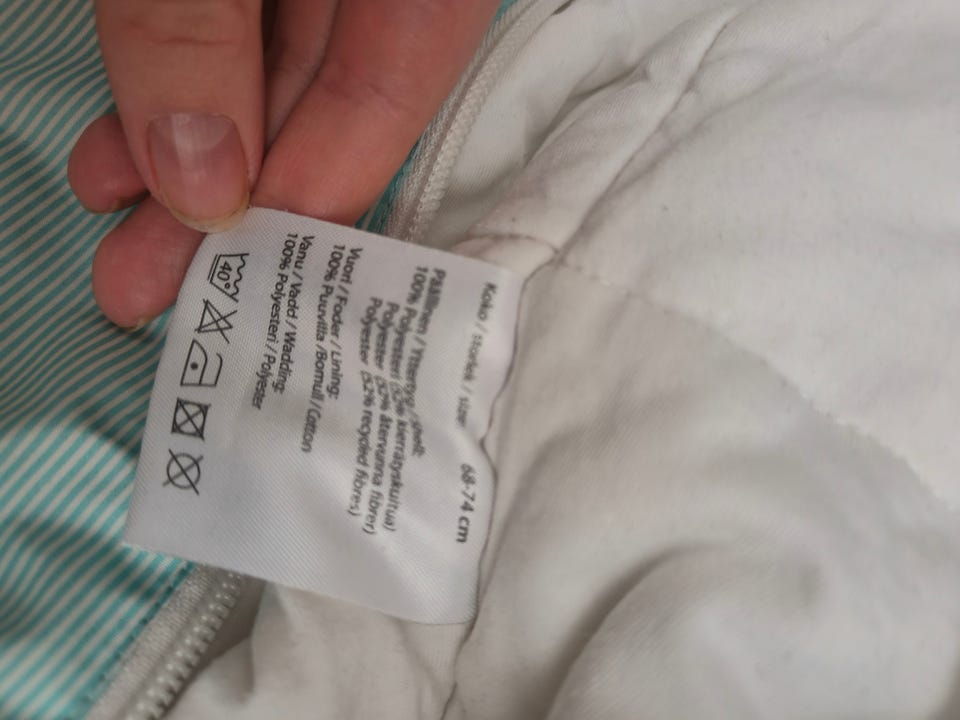 Koko / Storlek / Size: 68-74 cm
Päällinen / Yttertyg / Shell:
100% Polyesteri (52% kierrätyskuitua)
Polyester (52% återvunna fibrer)
Polyester (52% recycled fibres)
Vuori / Foder / Lining:
100% Puuvilla /Bomull / Cotton
Vanu / Vadd / Wadding:
100% Polyesteri / Polyester
40°